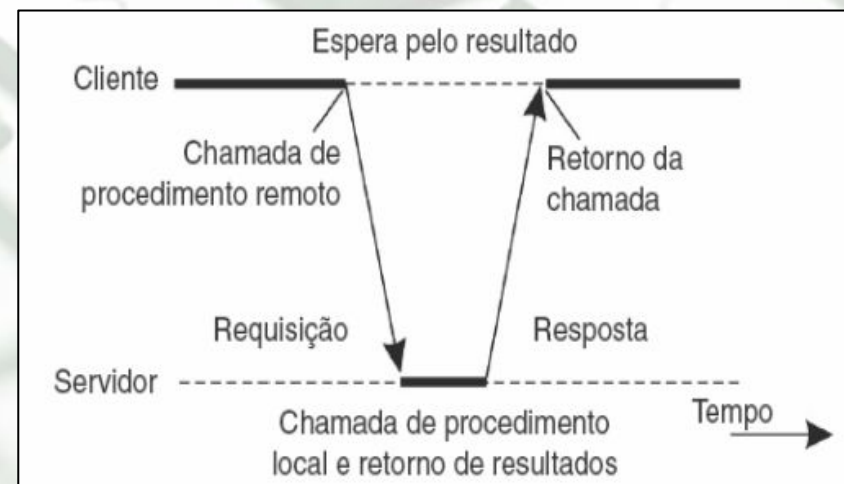 Espera pelo resultado
Cliente
Chamada de
procedimento remoto
Retorno da
chamada
Requisição
Resposta
Servidor
Tempo
Chamada de procedimento
local e retorno de resultados